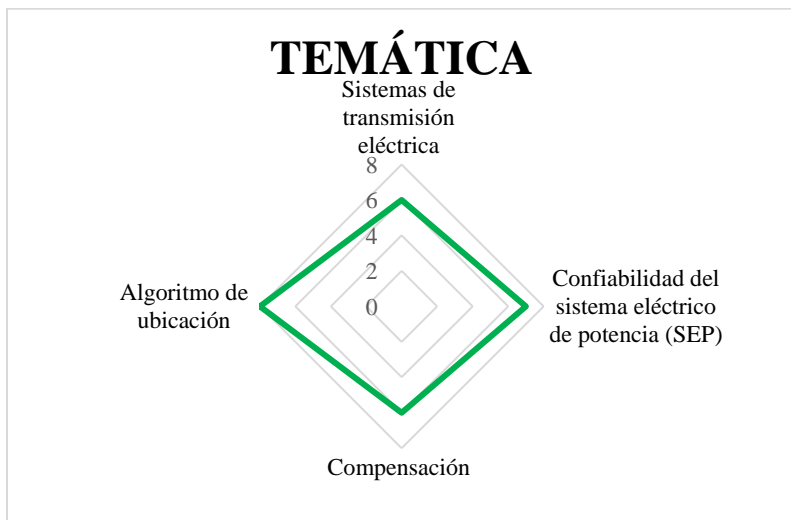 TEMÁTICA
Sistemas de
transmisión
eléctrica
8
6
4
2
0
Confiabilidad del
sistema eléctrico
de potencia (SEP)
Algoritmo de
ubicación
Compensación